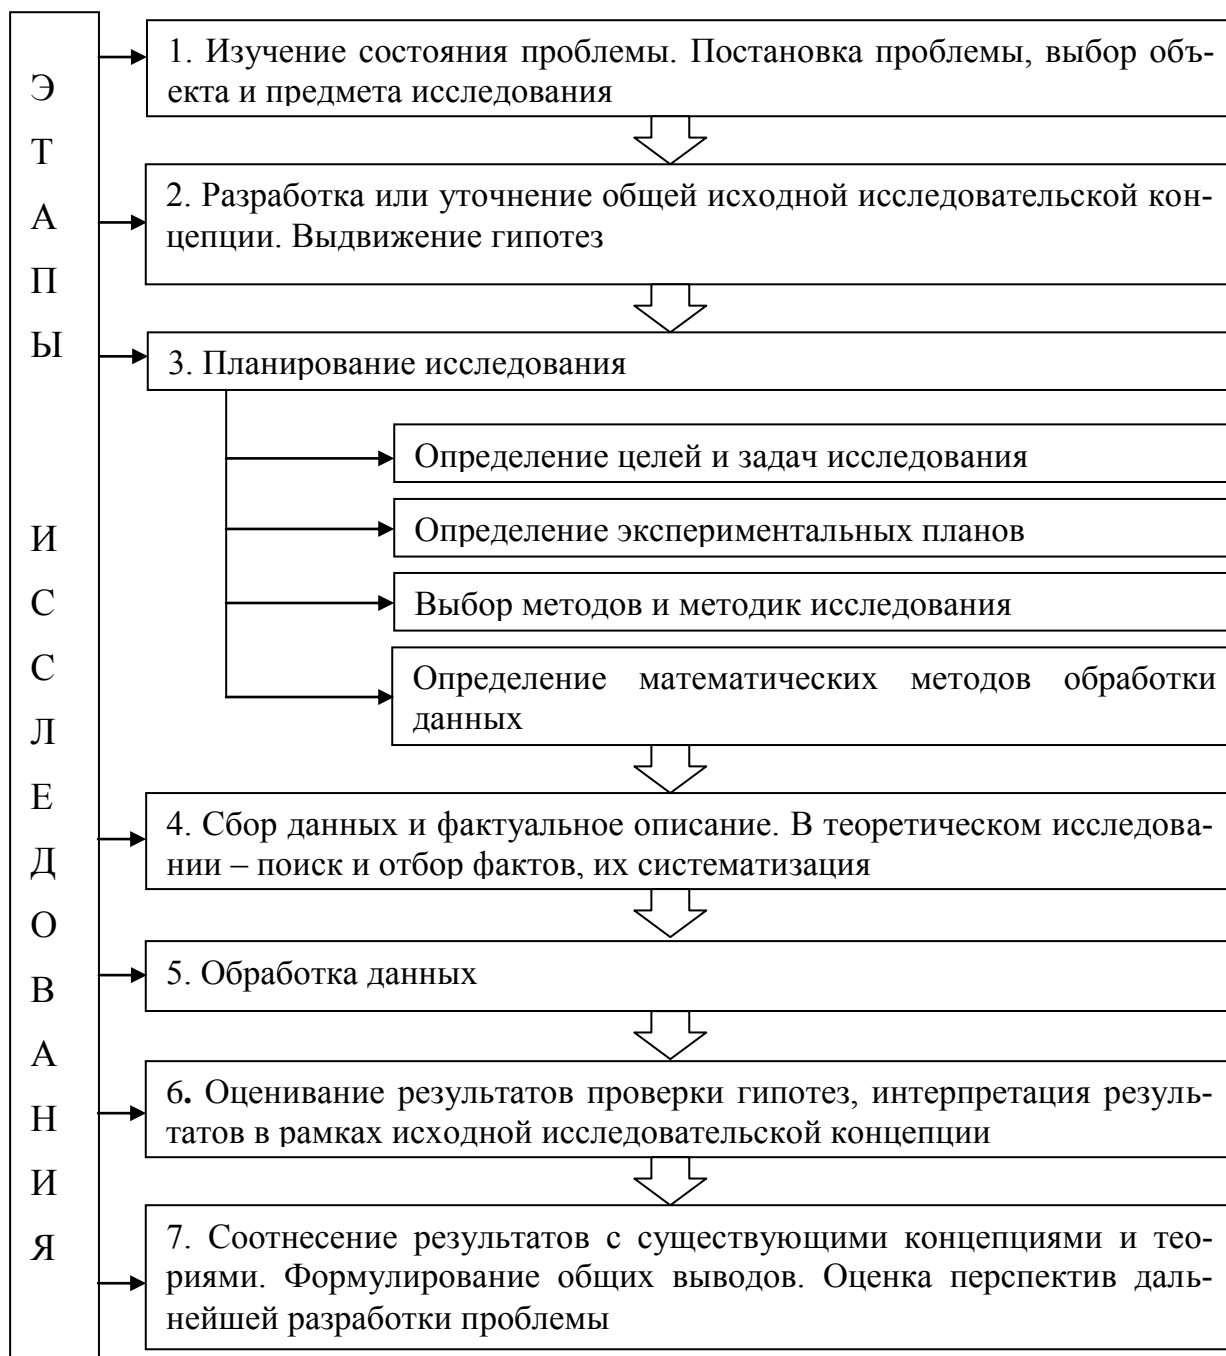 ЭТАПЫ ИССЛЕДОВАНИЯ
1. Изучение состояния проблемы. Постановка проблемы, выбор объ-
екта и предмета исследования
2. Разработка или уточнение общей исходной исследовательской кон-
цепции. Выдвижение гипотез
3. Планирование исследования
Определение целей и задач исследования
Определение экспериментальных планов
Выбор методов и методик исследования
Определение математических методов обработки
данных
4. Сбор данных и фактуальное описание. В теоретическом исследова-
нии – поиск и отбор фактов, их систематизация
5. Обработка данных
6. Оценивание результатов проверки гипотез, интерпретация резуль-
татов в рамках исходной исследовательской концепции
7. Соотнесение результатов с существующими концепциями и тео-
риями. Формулирование общих выводов. Оценка перспектив даль-
нейшей разработки проблемы